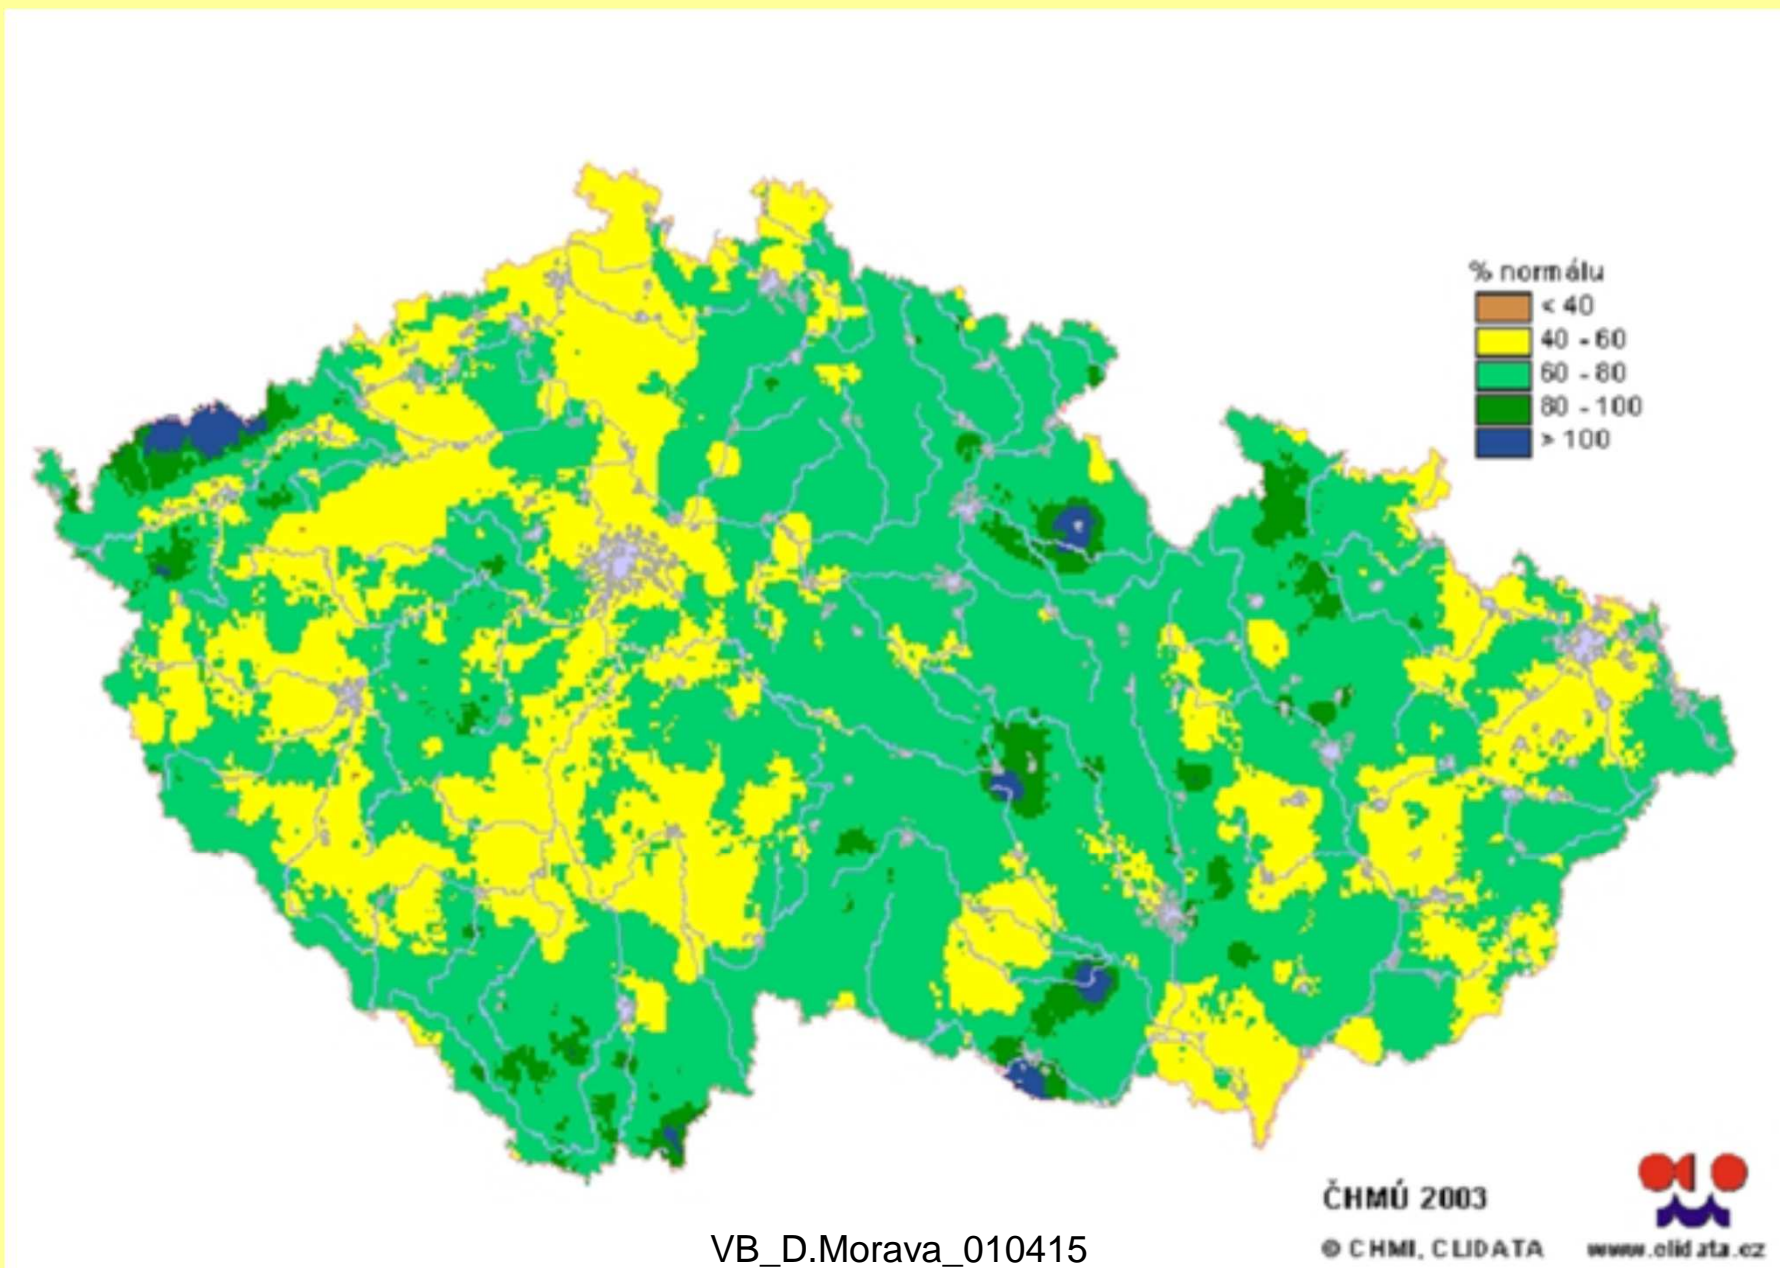 % normálu
< 40
40 - 60
60 - 80
80 - 100
> 100
ČHMÚ 2003
© CHMI, CLIDATA
www.clidata.cz
VB_D.Morava_010415